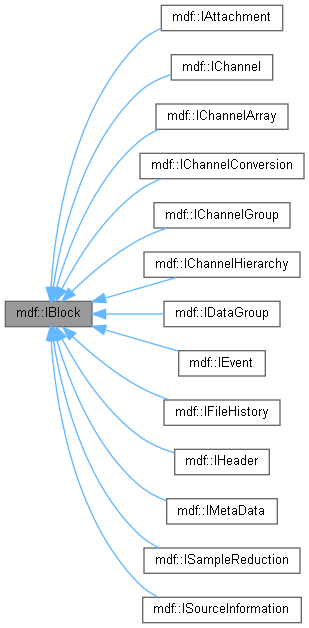 mdf::IAttachment
mdf::IChannel
mdf::IChannelArray
mdf::IChannelConversion
mdf::IChannelGroup
mdf::IChannelHierarchy
mdf::IBlock
mdf::IDataGroup
mdf::IEvent
mdf::IFileHistory
mdf::IHeader
mdf::IMetaData
mdf::ISampleReduction
mdf::ISourceInformation